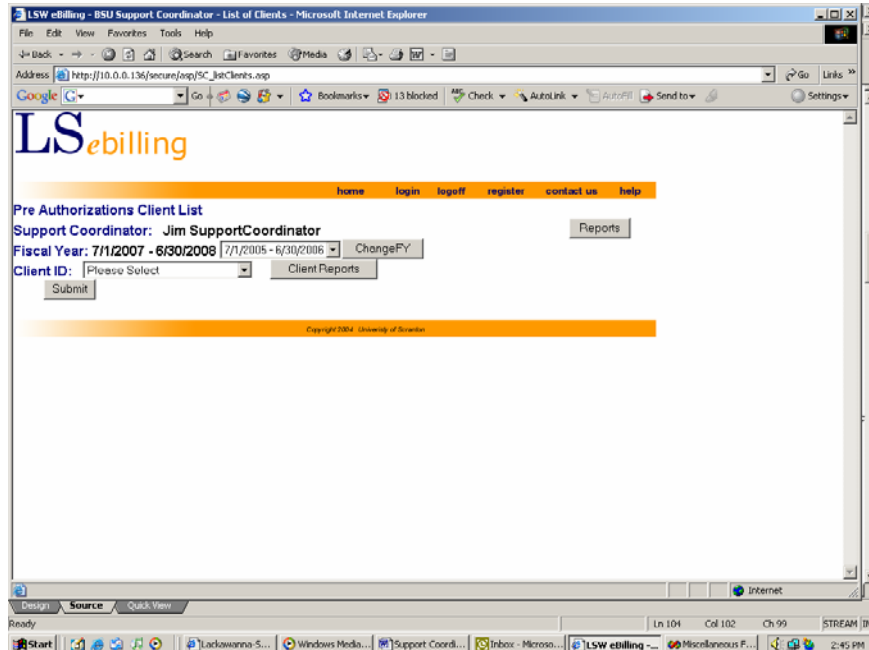 LSW eBilling - BSU Support Coordinator - List of Clients - Microsoft Internet Explorer
File Edit View Favorites Tools Help
Back Search Favorites Media
Address http://10.0.0.136/secure/asp/SC_listClients.asp Go Links »
Google G Go Bookmarks 13 blocked Check AutoLink AutoFill Send to Settings
LSebilling
home login logoff register contact us help
Pre Authorizations Client List
Support Coordinator: Jim SupportCoordinator Reports
Fiscal Year: 7/1/2007 - 6/30/2008 7/1/2005 - 6/30/2006 ChangeFY
Client ID: Please Select Client Reports
Submit
Copyright 2004 Univeristy of Scranton
Internet
Design Source Quick View
Ready Ln 104 Col 102 Ch 99 STREAM
Start Lackawanna-S... Windows Media... Support Coordi... Inbox - Microso... LSW eBilling -... Miscellaneous F... 2:45 PM